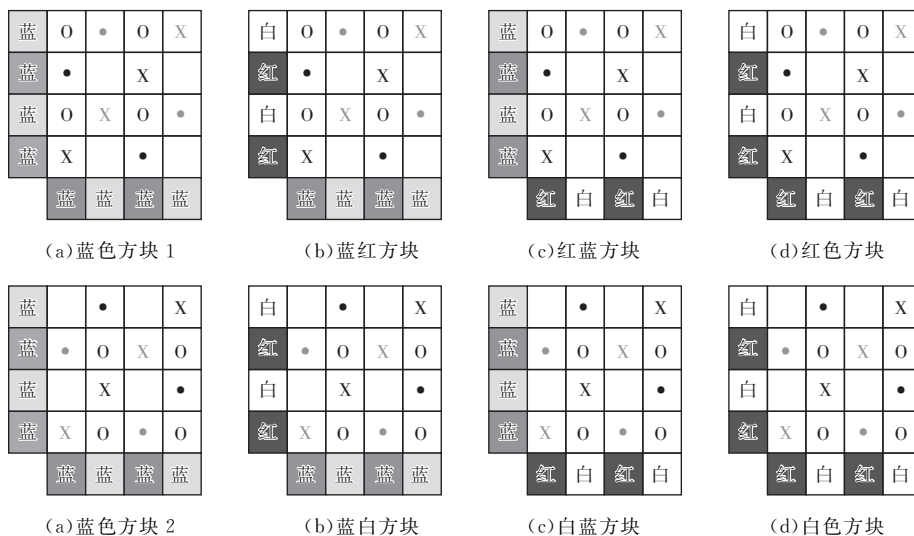 蓝 O • O X
蓝 • X
蓝 O X O •
蓝 X •
蓝 蓝 蓝 蓝
(a)蓝色方块 1
白 O • O X
红 • X
白 O X O •
红 X •
蓝 蓝 蓝 蓝
(b)蓝红方块
蓝 O • O X
蓝 • X
蓝 O X O •
蓝 X •
红 白 红 白
(c)红蓝方块
白 O • O X
红 • X
白 O X O •
红 X •
红 白 红 白
(d)红色方块
蓝 • X
蓝 • O X O
蓝 X •
蓝 X O • O
蓝 蓝 蓝 蓝
(a)蓝色方块 2
白 • X
红 • O X O
白 X •
红 X O • O
蓝 蓝 蓝 蓝
(b)蓝白方块
蓝 • X
蓝 • O X O
蓝 X •
蓝 X O • O
红 白 红 白
(c)白蓝方块
白 • X
红 • O X O
白 X •
红 X O • O
红 白 红 白
(d)白色方块